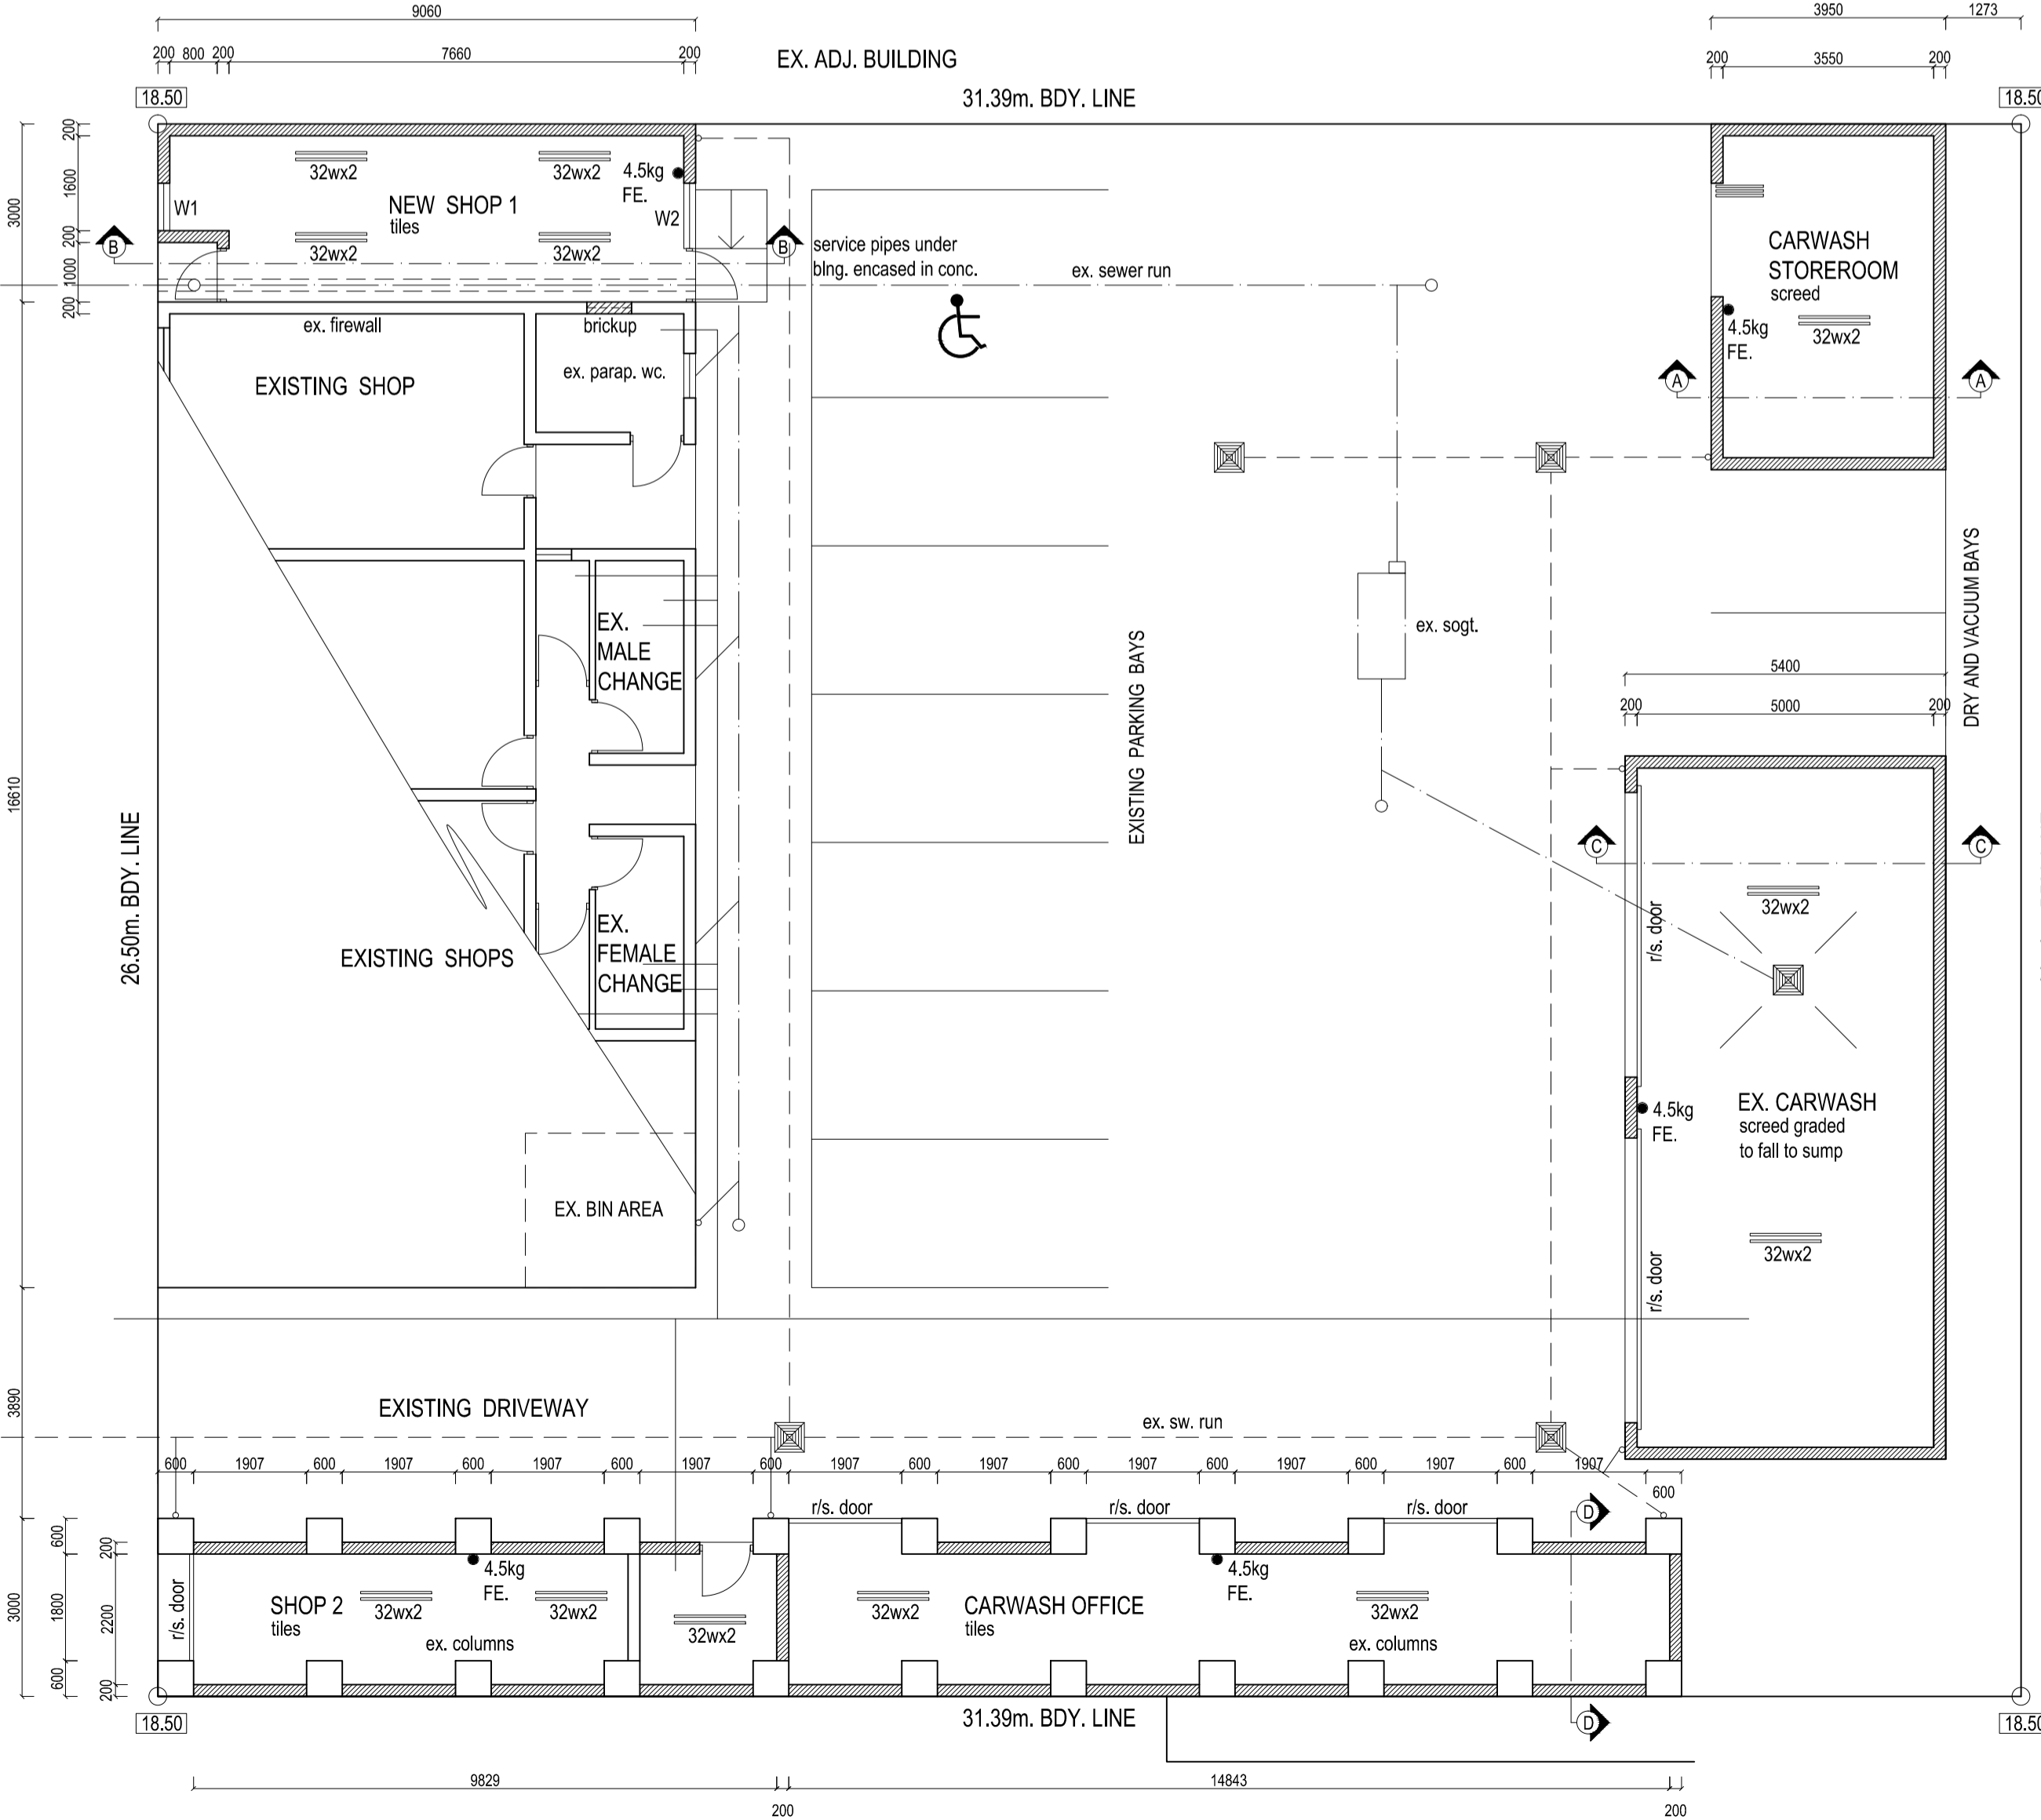 9060
3950
1273
200
800
200
7660
200
EX. ADJ. BUILDING
200
3550
200
18.50
31.39m. BDY. LINE
18.50
200
1600
3000
200
1000
200
32wx2
32wx2
4.5kg
FE.
W1
NEW SHOP 1
tiles
W2
B
B
32wx2
32wx2
service pipes under
blng. encased in conc.
ex. sewer run
CARWASH
STOREROOM
screed
4.5kg
FE.
32wx2
ex. firewall
brickup
ex. parap. wc.
EXISTING SHOP
A
A
EX.
MALE
CHANGE
EXISTING PARKING BAYS
ex. sogt.
DRY AND VACUUM BAYS
5400
200
5000
200
16610
26.50m. BDY. LINE
C
C
32wx2
r/s. door
EXISTING SHOPS
EX.
FEMALE
CHANGE
4.5kg
FE.
EX. CARWASH
screed graded
to fall to sump
EX. BIN AREA
32wx2
r/s. door
3890
EXISTING DRIVEWAY
ex. sw. run
600
1907
600
1907
600
1907
600
1907
600
1907
600
1907
600
1907
600
1907
600
1907
600
1907
600
r/s. door
r/s. door
r/s. door
D
3000
600
1800
600
200
2200
200
r/s. door
SHOP 2
tiles
32wx2
4.5kg
FE.
32wx2
ex. columns
32wx2
32wx2
CARWASH OFFICE
tiles
4.5kg
FE.
32wx2
ex. columns
18.50
31.39m. BDY. LINE
D
18.50
9829
14843
200
200